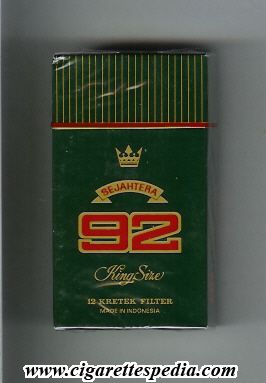 SEJAHTERA
92
King Size
12 KRETEK FILTER
MADE IN INDONESIA
www.cigarettespedia.com